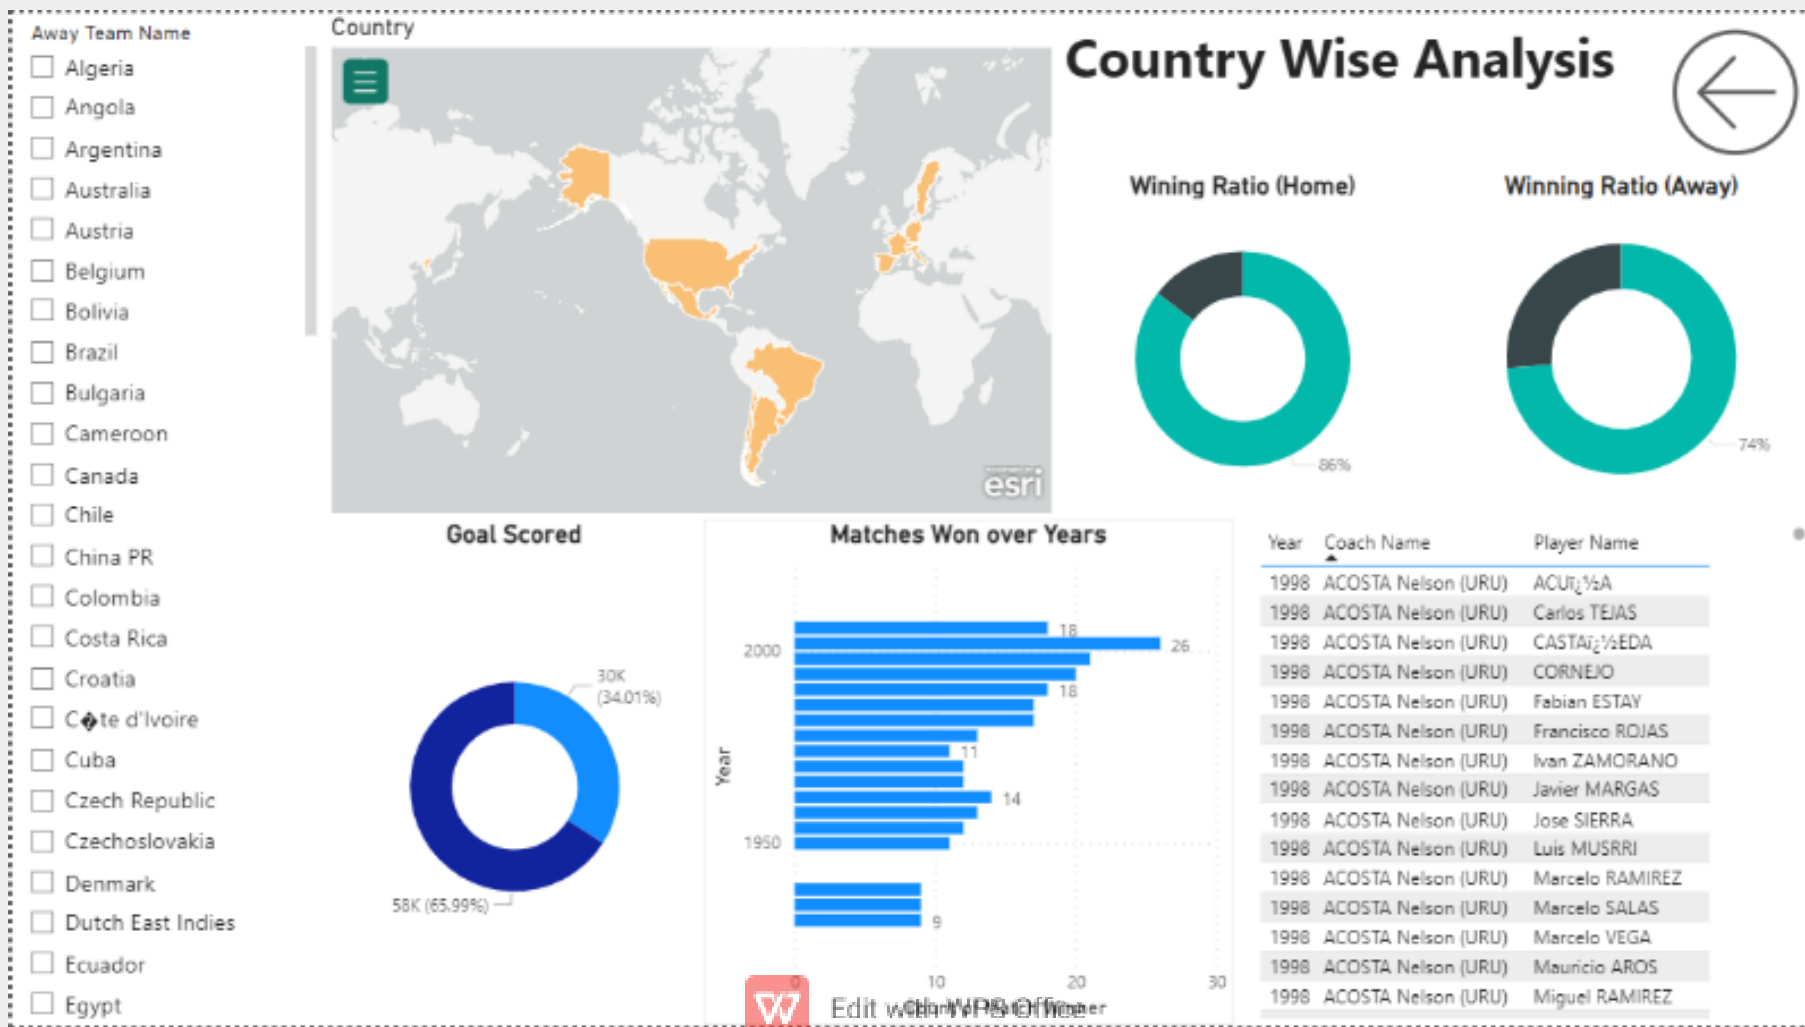 Away Team Name
Algeria
Angola
Argentina
Australia
Austria
Belgium
Bolivia
Brazil
Bulgaria
Cameroon
Canada
Chile
China PR
Colombia
Costa Rica
Croatia
C�te d'Ivoire
Cuba
Czech Republic
Czechoslovakia
Denmark
Dutch East Indies
Ecuador
Egypt
Country
esri
Country Wise Analysis
Wining Ratio (Home)
86%
Winning Ratio (Away)
74%
Goal Scored
30K
(34.01%)
58K (65.99%)
Matches Won over Years
18
26
2000
18
11
14
1950
9
Year
0 10 20 30
Edit with WPS Office
Year Coach Name Player Name
1998 ACOSTA Nelson (URU) ACUï¿½A
1998 ACOSTA Nelson (URU) Carlos TEJAS
1998 ACOSTA Nelson (URU) CASTAï¿½EDA
1998 ACOSTA Nelson (URU) CORNEJO
1998 ACOSTA Nelson (URU) Fabian ESTAY
1998 ACOSTA Nelson (URU) Francisco ROJAS
1998 ACOSTA Nelson (URU) Ivan ZAMORANO
1998 ACOSTA Nelson (URU) Javier MARGAS
1998 ACOSTA Nelson (URU) Jose SIERRA
1998 ACOSTA Nelson (URU) Luis MUSRRI
1998 ACOSTA Nelson (URU) Marcelo RAMIREZ
1998 ACOSTA Nelson (URU) Marcelo SALAS
1998 ACOSTA Nelson (URU) Marcelo VEGA
1998 ACOSTA Nelson (URU) Mauricio AROS
1998 ACOSTA Nelson (URU) Miguel RAMIREZ